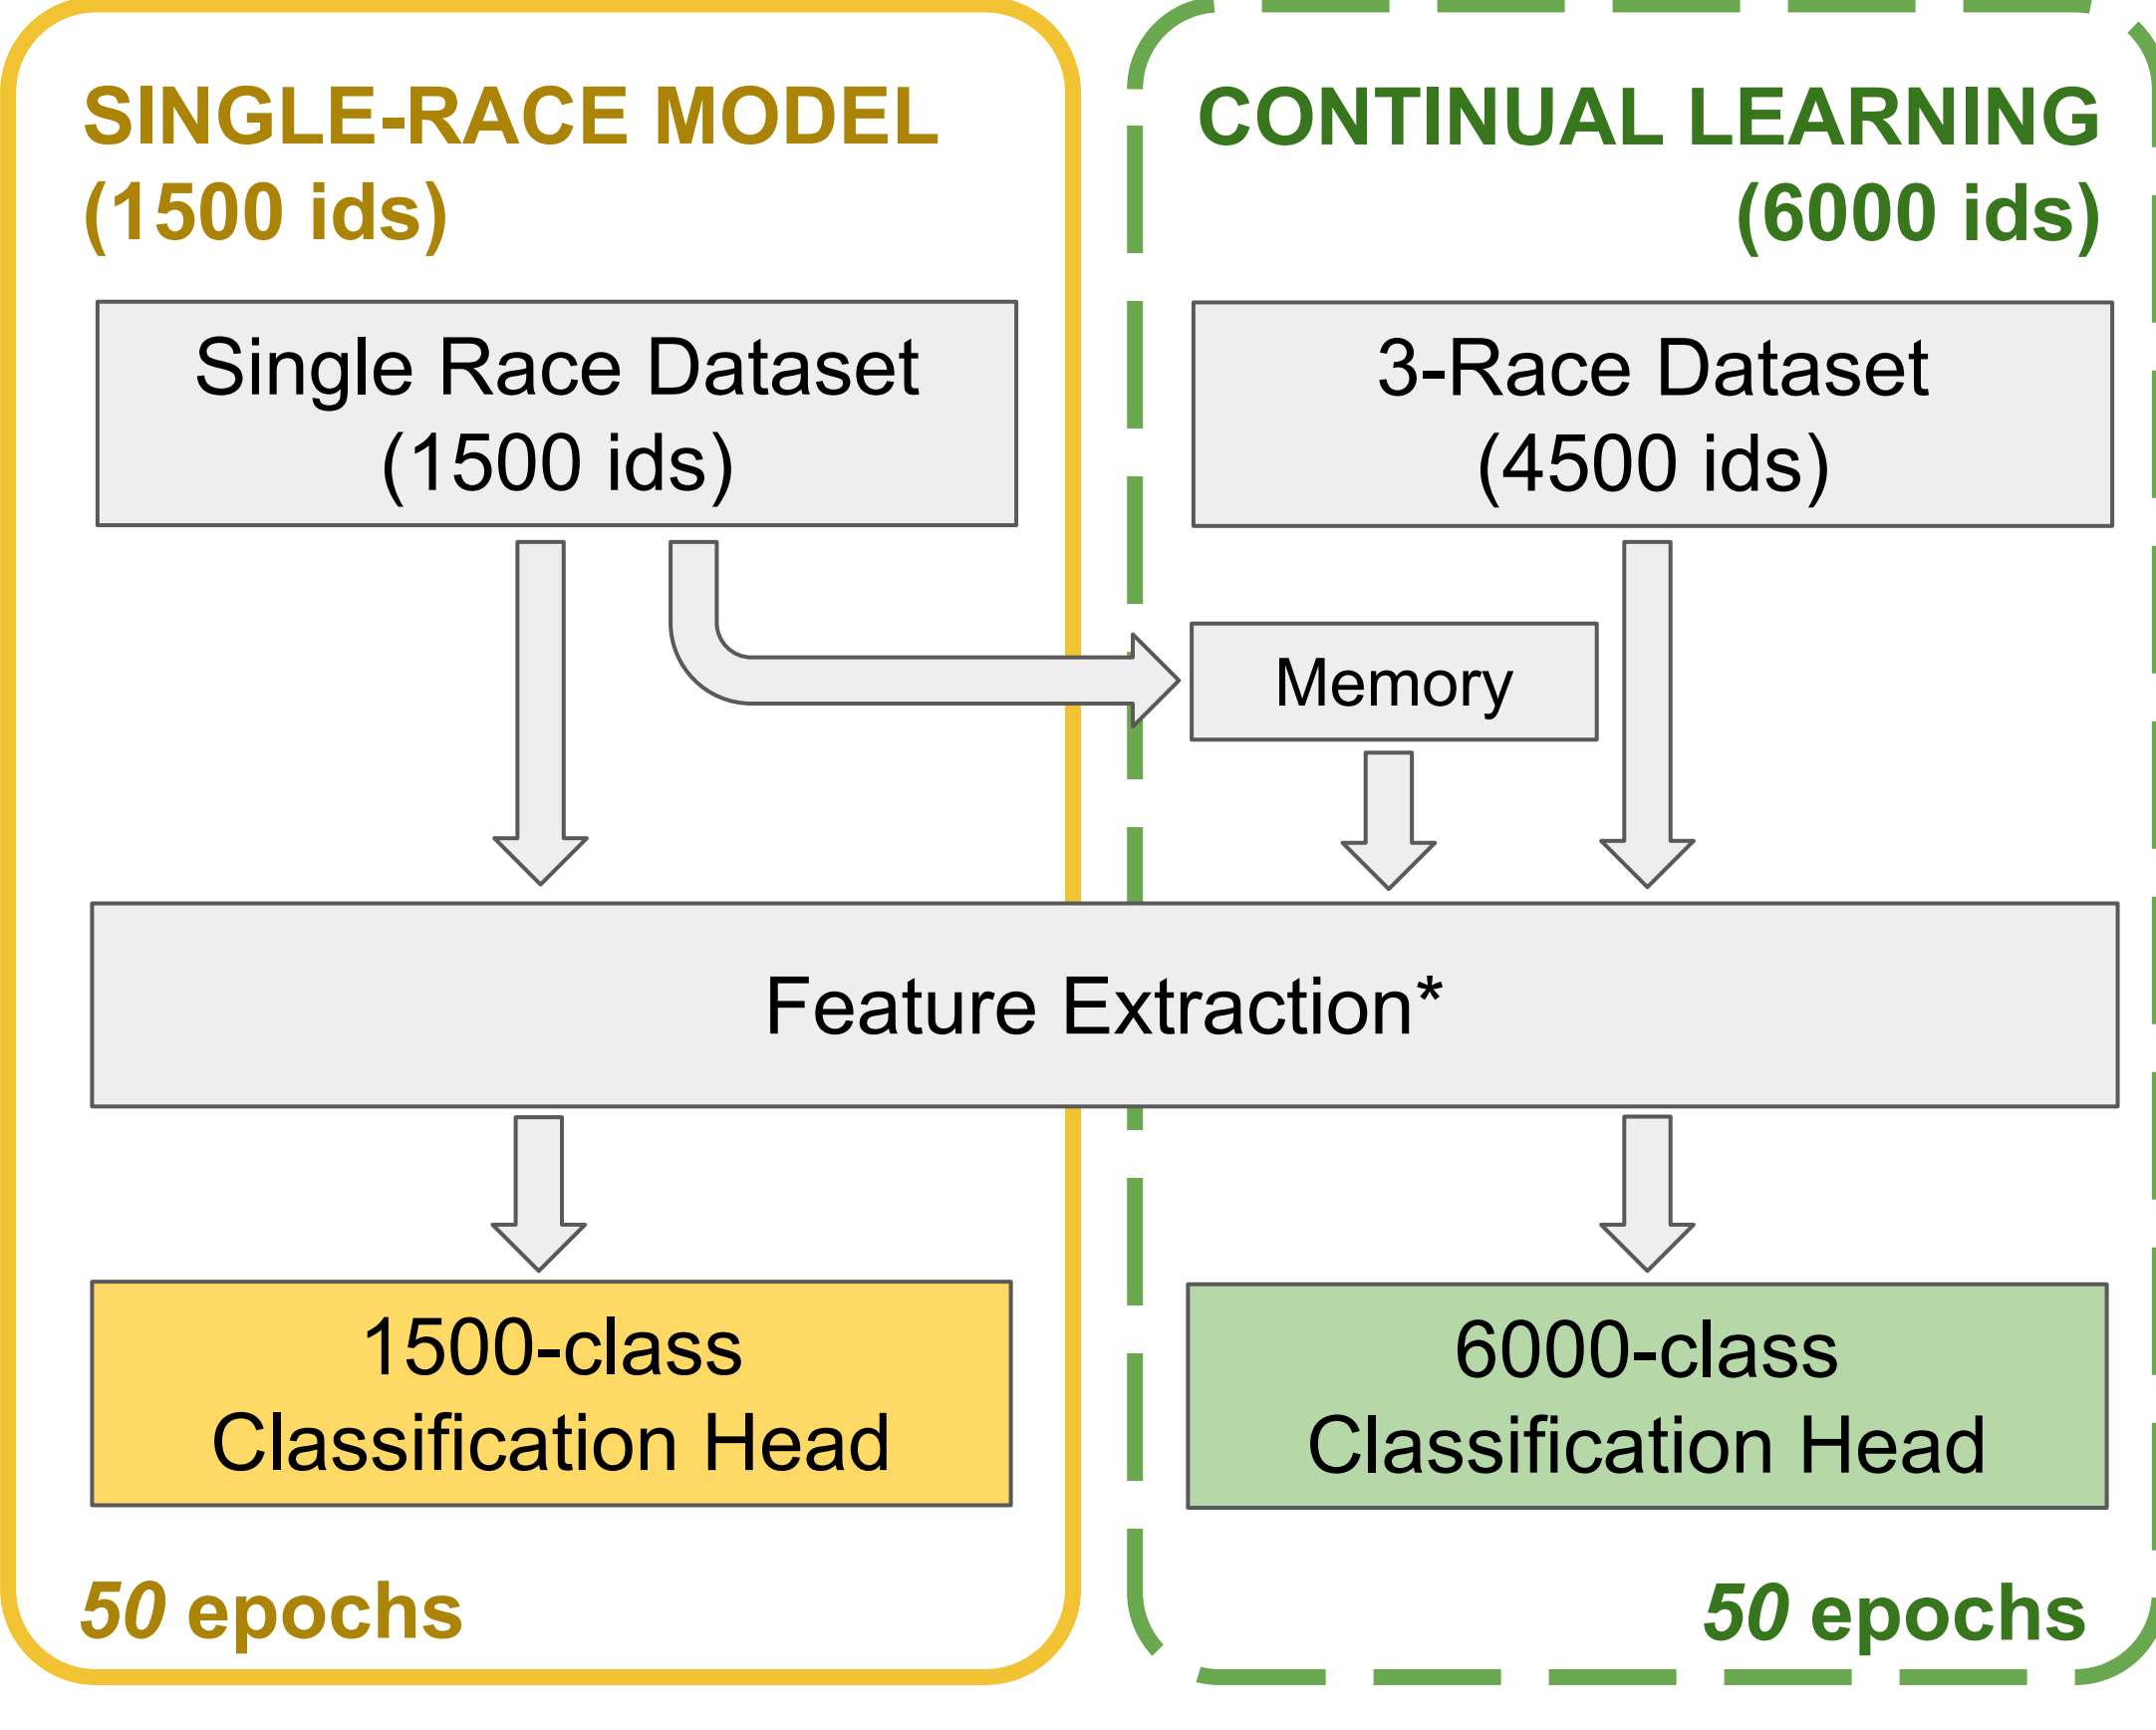 SINGLE-RACE MODEL
(1500 ids)
Single Race Dataset
(1500 ids)
CONTINUAL LEARNING
(6000 ids)
3-Race Dataset
(4500 ids)
Memory
Feature Extraction*
1500-class
Classification Head
50 epochs
6000-class
Classification Head
50 epochs